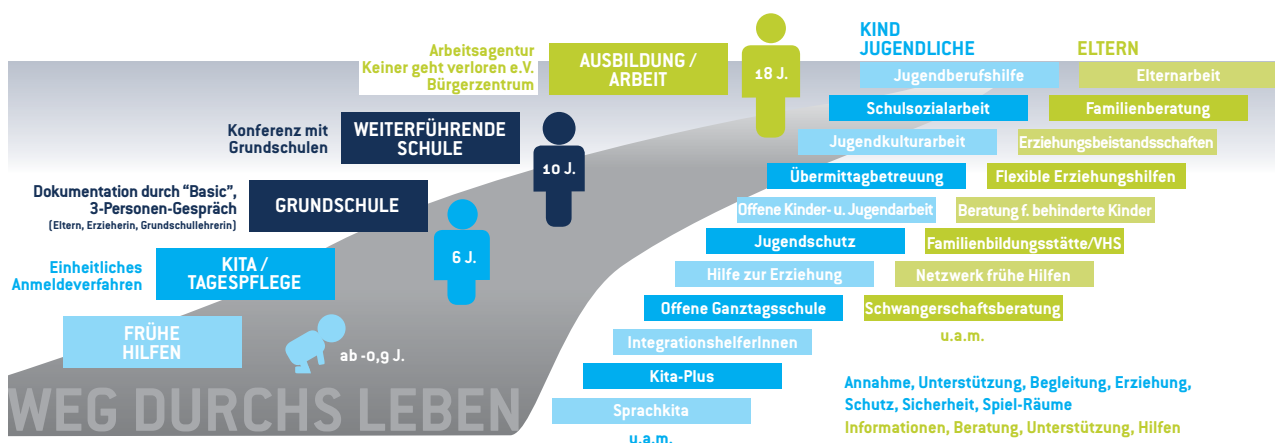 Arbeitsagentur
Keiner geht verloren e.V.
Bürgerzentrum
AUSBILDUNG /
ARBEIT
18 J.
Konferenz mit
Grundschulen
WEITERFÜHRENDE
SCHULE
10 J.
Dokumentation durch “Basic”,
3-Personen-Gespräch
(Eltern, Erzieherin, Grundschullehrerin)
GRUNDSCHULE
6 J.
Einheitliches
Anmeldeverfahren
KITA /
TAGESPFLEGE
FRÜHE
HILFEN
ab -0,9 J.
WEG DURCHS LEBEN
KIND
JUGENDLICHE
Jugendberufshilfe
Schulsozialarbeit
Jugendkulturarbeit
Übermittagbetreuung
Offene Kinder- u. Jugendarbeit
Jugendschutz
Hilfe zur Erziehung
Offene Ganztagsschule
IntegrationshelferInnen
Kita-Plus
Sprachkita
u.a.m.
ELTERN
Elternarbeit
Familienberatung
Erziehungsbeistandsschaften
Flexible Erziehungshilfen
Beratung f. behinderte Kinder
Familienbildungsstätte/VHS
Netzwerk frühe Hilfen
Schwangerschaftsberatung
u.a.m.
Annahme, Unterstützung, Begleitung, Erziehung,
Schutz, Sicherheit, Spiel-Räume
Informationen, Beratung, Unterstützung, Hilfen